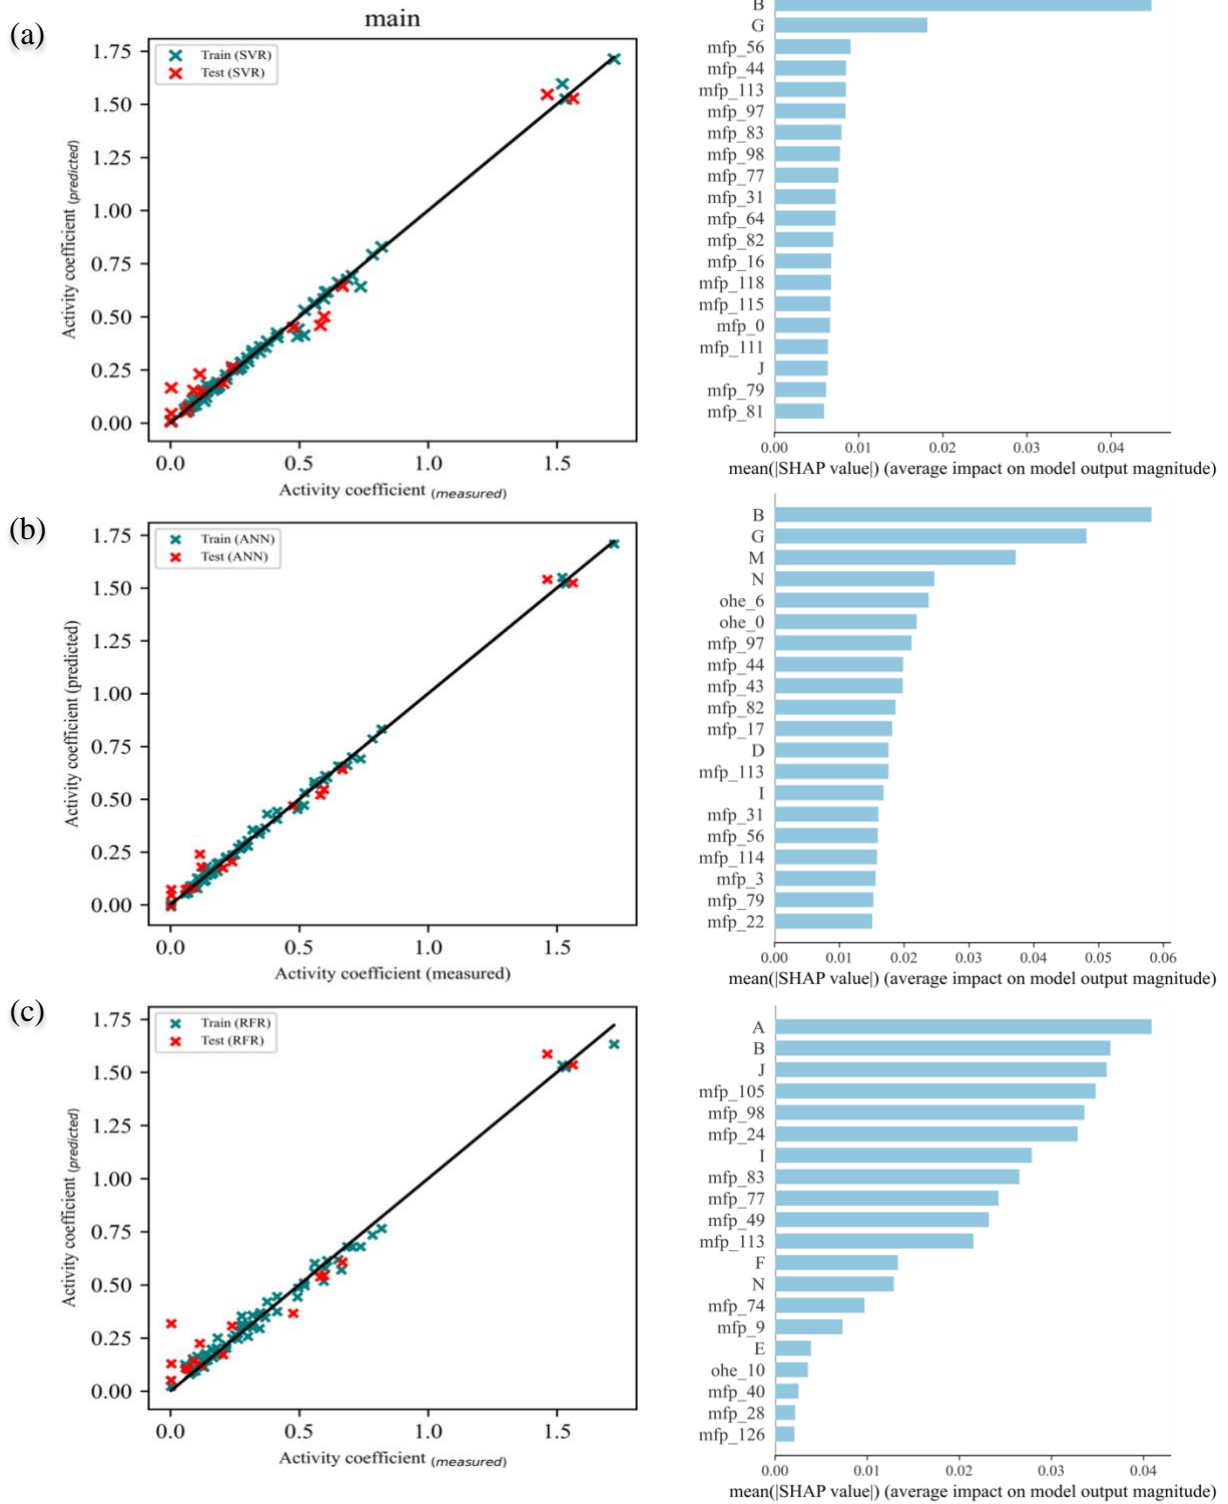 (a)
main
Train (SVR)
Test (SVR)
Activity coefficient (predicted)
1.75
1.50
1.25
1.00
0.75
0.50
0.25
0.00
0.0 0.5 1.0 1.5
Activity coefficient (measured)
B
G
mfp_56
mfp_44
mfp_113
mfp_97
mfp_83
mfp_98
mfp_77
mfp_31
mfp_64
mfp_82
mfp_16
mfp_118
mfp_115
mfp_0
mfp_111
J
mfp_79
mfp_81
0.00 0.01 0.02 0.03 0.04
mean(|SHAP value|) (average impact on model output magnitude)
(b)
Train (ANN)
Test (ANN)
Activity coefficient (predicted)
1.75
1.50
1.25
1.00
0.75
0.50
0.25
0.00
0.0 0.5 1.0 1.5
Activity coefficient (measured)
B
G
M
N
ohe_6
ohe_0
mfp_97
mfp_44
mfp_43
mfp_82
mfp_17
D
mfp_113
I
mfp_31
mfp_56
mfp_114
mfp_3
mfp_79
mfp_22
0.00 0.01 0.02 0.03 0.04 0.05 0.06
mean(|SHAP value|) (average impact on model output magnitude)
(c)
Train (RFR)
Test (RFR)
Activity coefficient (predicted)
1.75
1.50
1.25
1.00
0.75
0.50
0.25
0.00
0.0 0.5 1.0 1.5
Activity coefficient (measured)
A
B
J
mfp_105
mfp_98
mfp_24
I
mfp_83
mfp_77
mfp_49
mfp_113
F
N
mfp_74
mfp_9
E
ohe_10
mfp_40
mfp_28
mfp_126
0.00 0.01 0.02 0.03 0.04
mean(|SHAP value|) (average impact on model output magnitude)